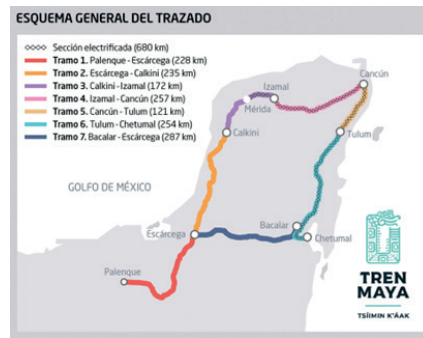 ESQUEMA GENERAL DEL TRAZADO
Sección electrificada (680 km)
Tramo 1. Palenque - Escárcega (228 km)
Tramo 2. Escárcega - Calkini (235 km)
Tramo 3. Calkini - Izamal (172 km)
Tramo 4. Izamal - Cancún (257 km)
Tramo 5. Cancún - Tulum (121 km)
Tramo 6. Tulum - Chetumal (254 km)
Tramo 7. Bacalar - Escárcega (287 km)
Cancún
Izamal
Mérida
Calkini
Tulum
GOLFO DE MÉXICO
Bacalar
Escárcega
Chetumal
Palenque
TREN
MAYA
TSÍIMIN K'ÁAK